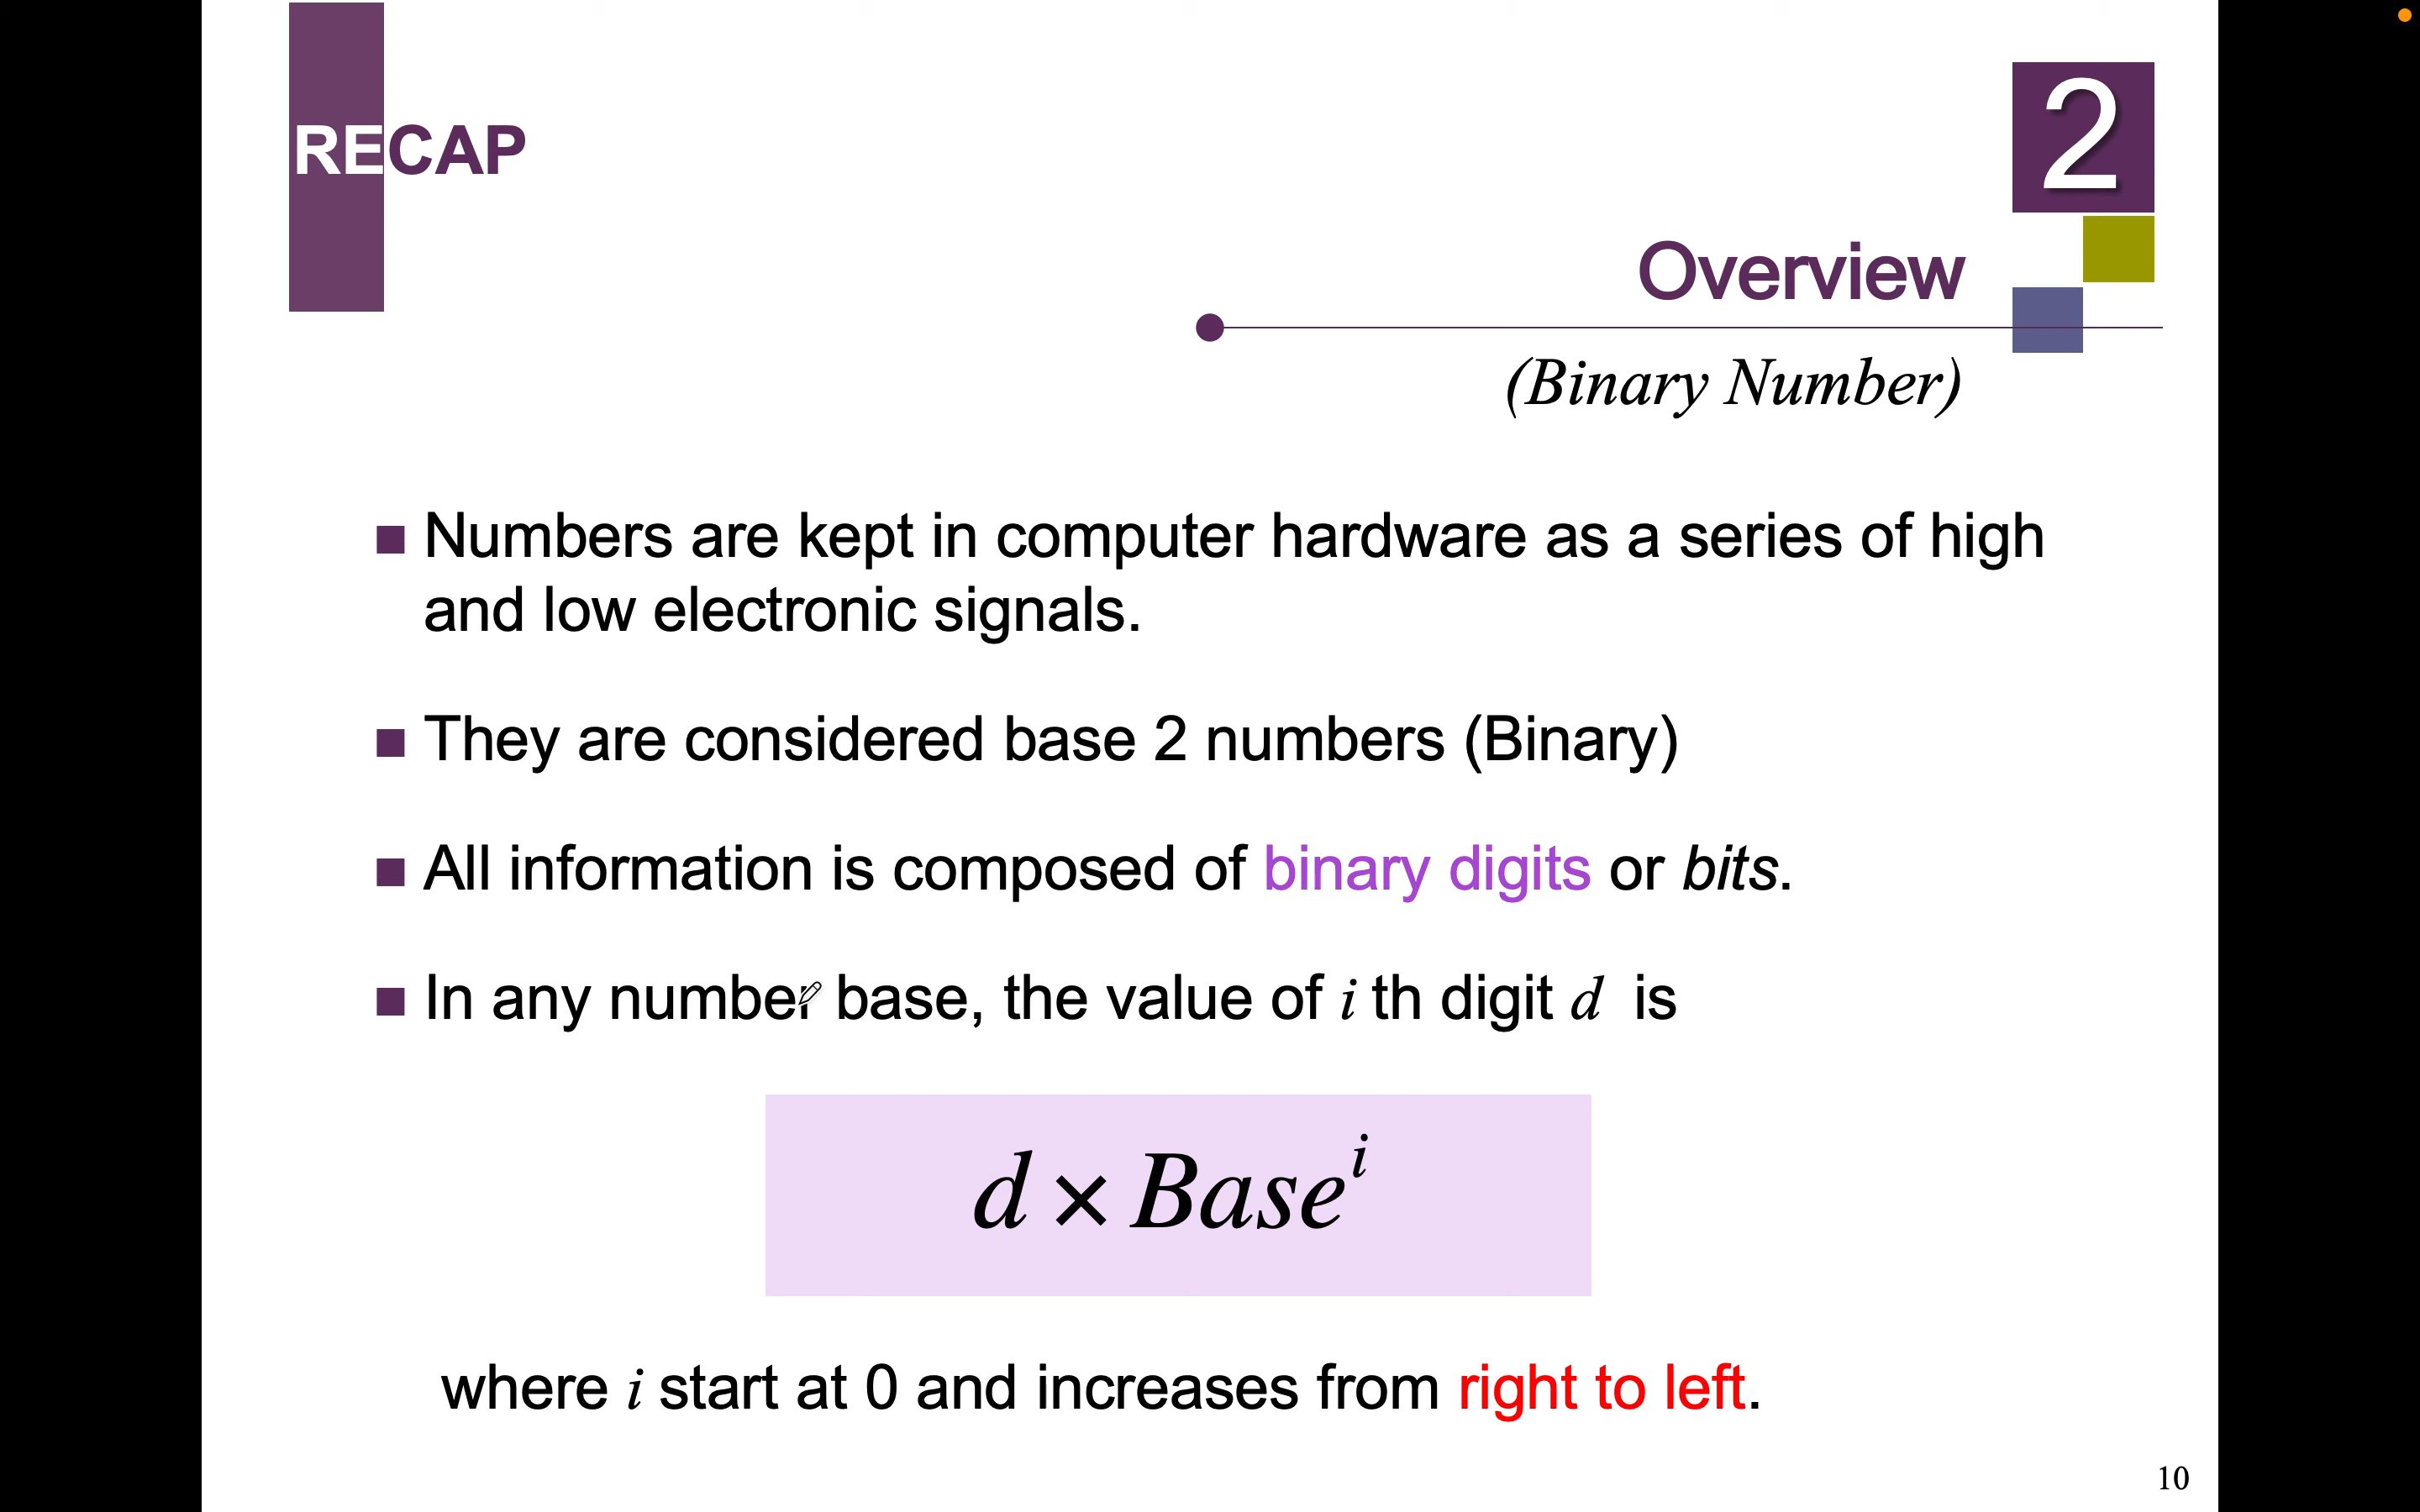 RECAP
2
Overview
(Binary Number)
Numbers are kept in computer hardware as a series of high
and low electronic signals.
They are considered base 2 numbers (Binary)
All information is composed of binary digits or bits.
In any number base, the value of i th digit d is
d × Baseⁱ
where i start at 0 and increases from right to left.
10